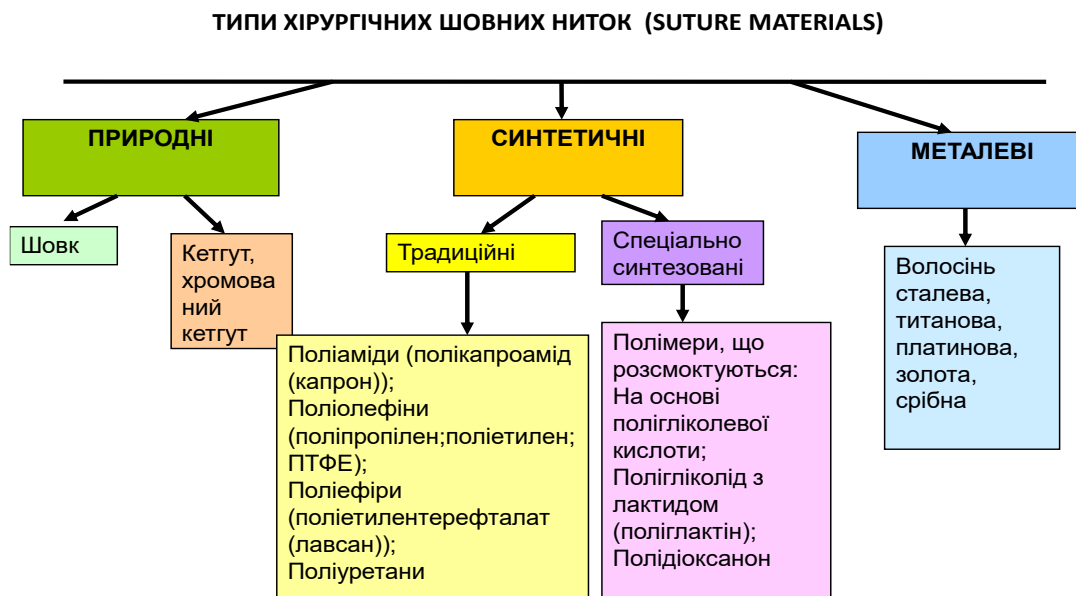 ТИПИ ХІРУРГІЧНИХ ШОВНИХ НИТОК (SUTURE MATERIALS)
ПРИРОДНІ
СИНТЕТИЧНІ
МЕТАЛЕВІ
Шовк
Кетгут,
хромова
ний
кетгут
Традиційні
Спеціально
синтезовані
Волосінь
сталева,
титанова,
платинова,
золота,
срібна
Поліаміди (полікапроамід
(капрон));
Поліолефіни
(поліпропілен;поліетилен;
ПТФЕ);
Поліефіри
(поліетилентерефталат
(лавсан));
Поліуретани
Полімери, що
розсмоктуються:
На основі
полігліколевої
кислоти;
Полігліколід з
лактидом
(поліглактін);
Полідіоксанон